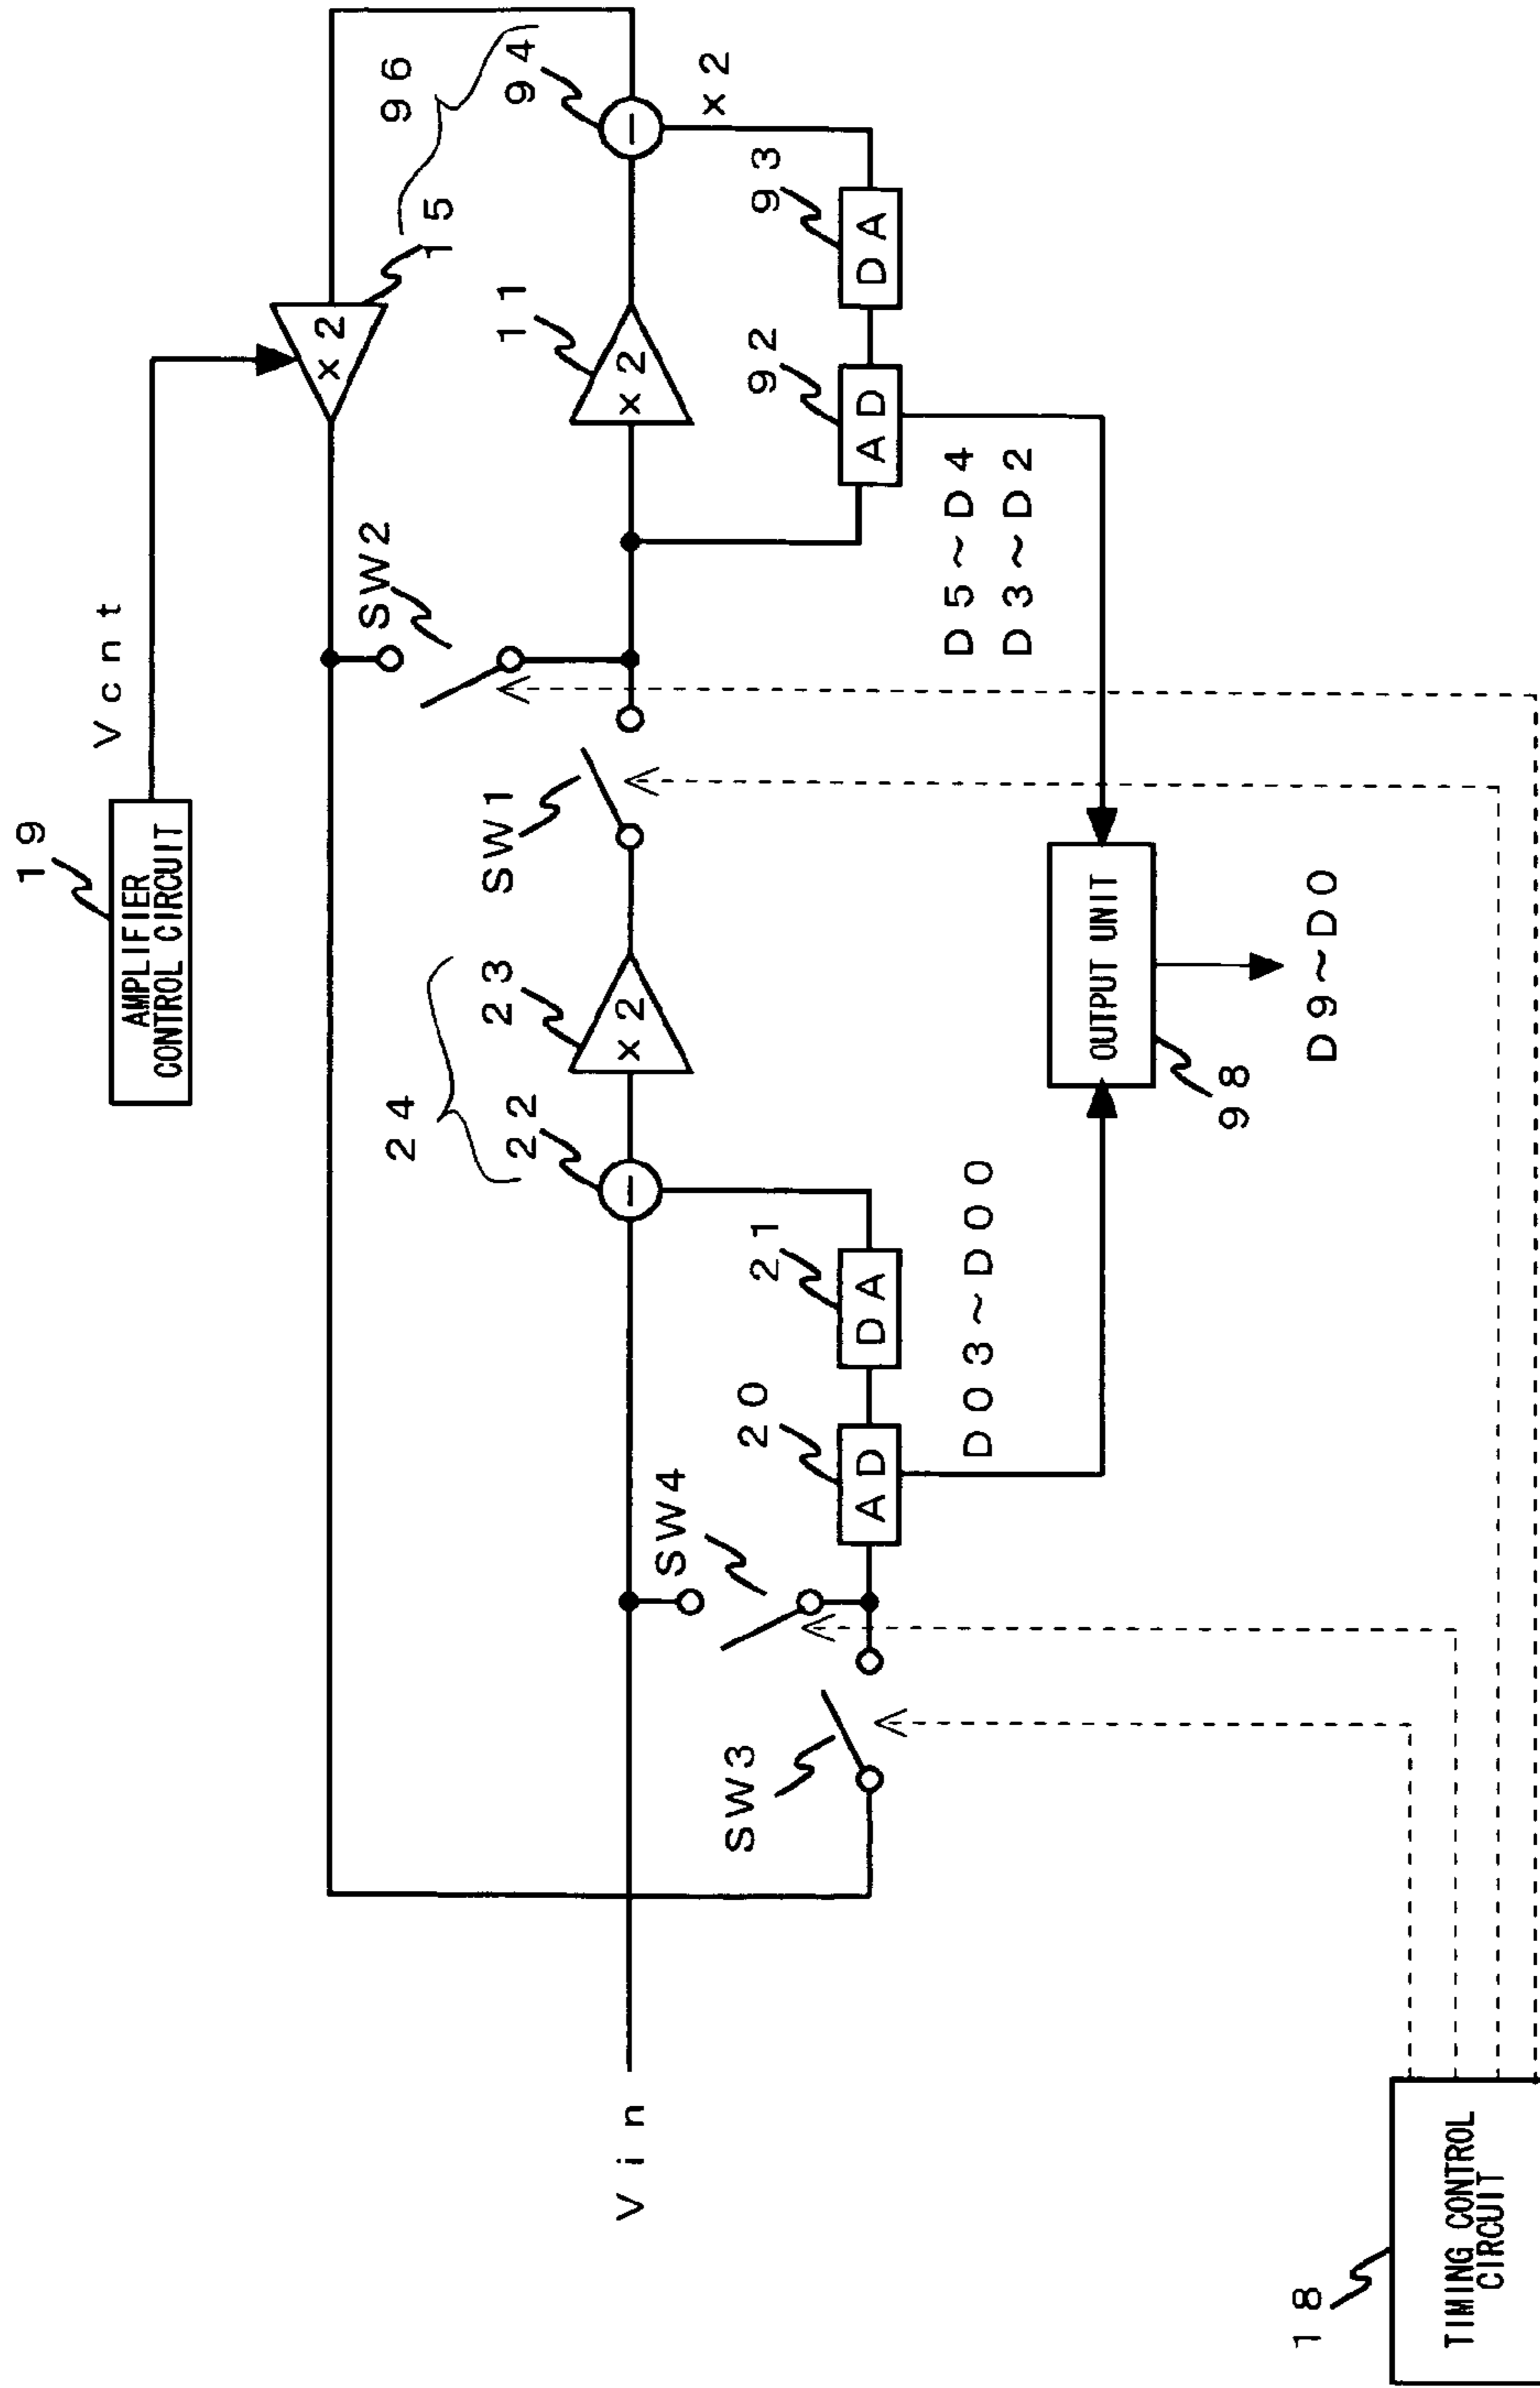 19
AMPLIFIER
CONTROL CIRCUIT
Vcnt
×2
15
96
SW2
24
22
23
×2
SW1
11
×2
94
×2
Vin
SW4
SW3
20
AD
21
DA
92
AD
93
DA
D03~D00
D5~D4
D3~D2
OUTPUT UNIT
98
D9~D0
18
TIMING CONTROL
CIRCUIT